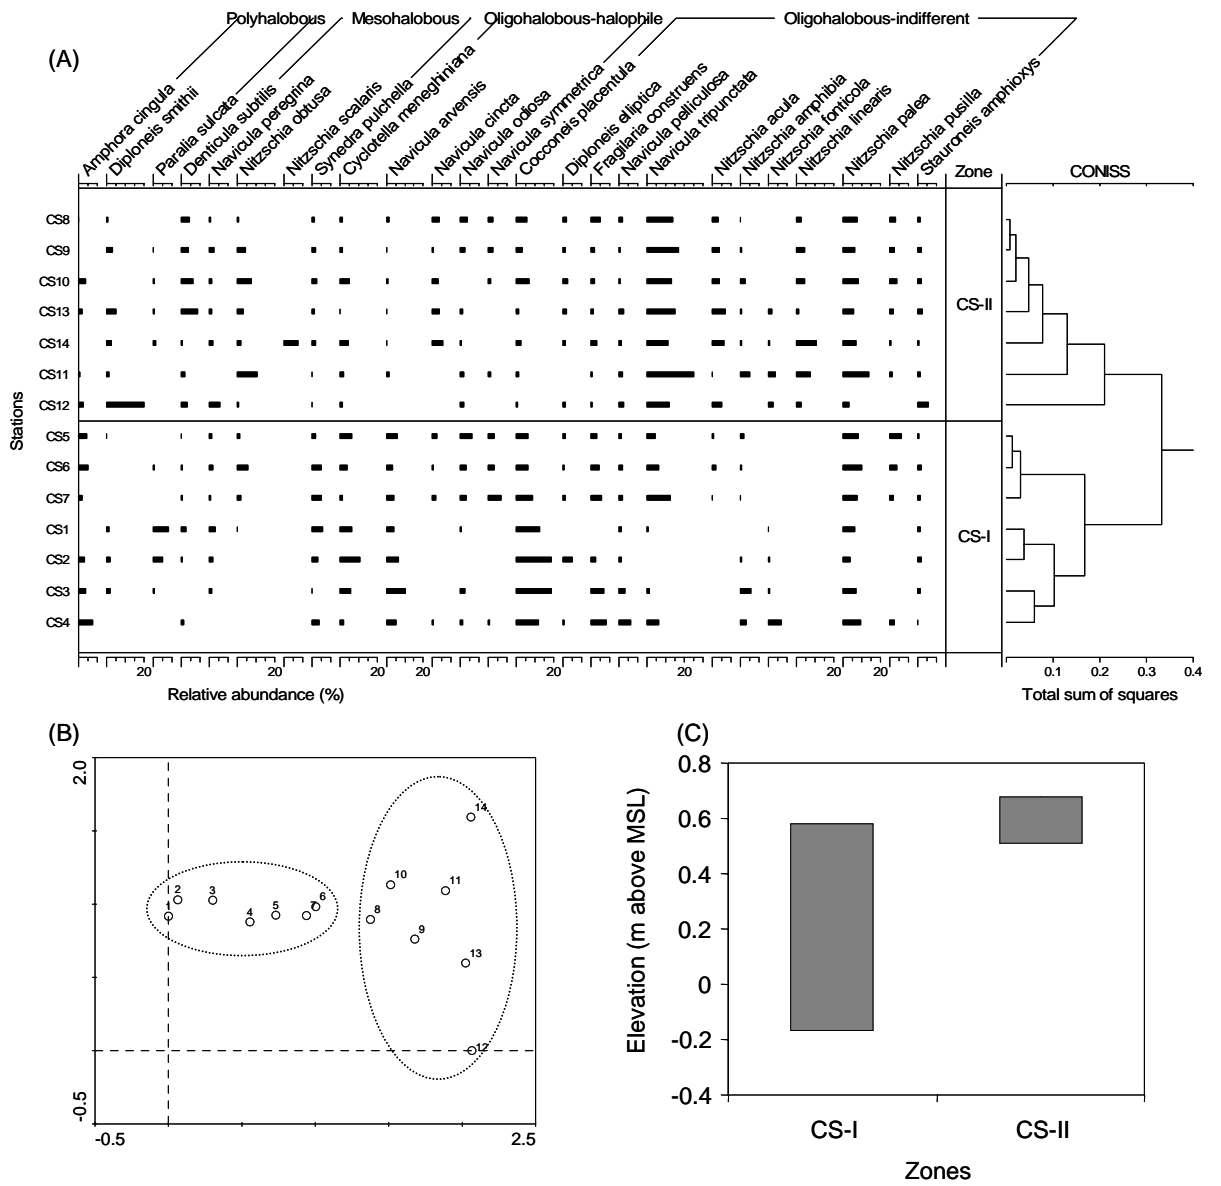 Polyhalobous Mesohalobous Oligohalobous-halophile Oligohalobous-indifferent
(A)
Amphora cingula
Diploneis smithii
Paralia sulcata
Denticula subtilis
Navicula peregrina
Nitzschia obtusa
Nitzschia scalaris
Synedra pulchella
Cyclotella meneghiniana
Navicula arvensis
Navicula cincta
Navicula odiosa
Navicula symmetrica
Cocconeis placentula
Diploneis elliptica
Fragilaria construens
Navicula pelliculosa
Navicula tripunctata
Nitzschia acula
Nitzschia amphibia
Nitzschia fonticola
Nitzschia linearis
Nitzschia palea
Nitzschia pusilla
Stauroneis amphioxys
Zone CONISS
CS8
CS9
CS10
CS13
CS14
CS11
CS12
CS5
CS6
CS7
CS1
CS2
CS3
CS4
Stations
CS-II
CS-I
20 20 20 20 20 20
0.1 0.2 0.3 0.4
Relative abundance (%)
Total sum of squares
(B)
2.0
-0.5
-0.5 2.5
1
2
3
4
5
6
7
8
9
10
11
12
13
14
(C)
Elevation (m above MSL)
0.8
0.6
0.4
0.2
0
-0.2
-0.4
CS-I CS-II
Zones